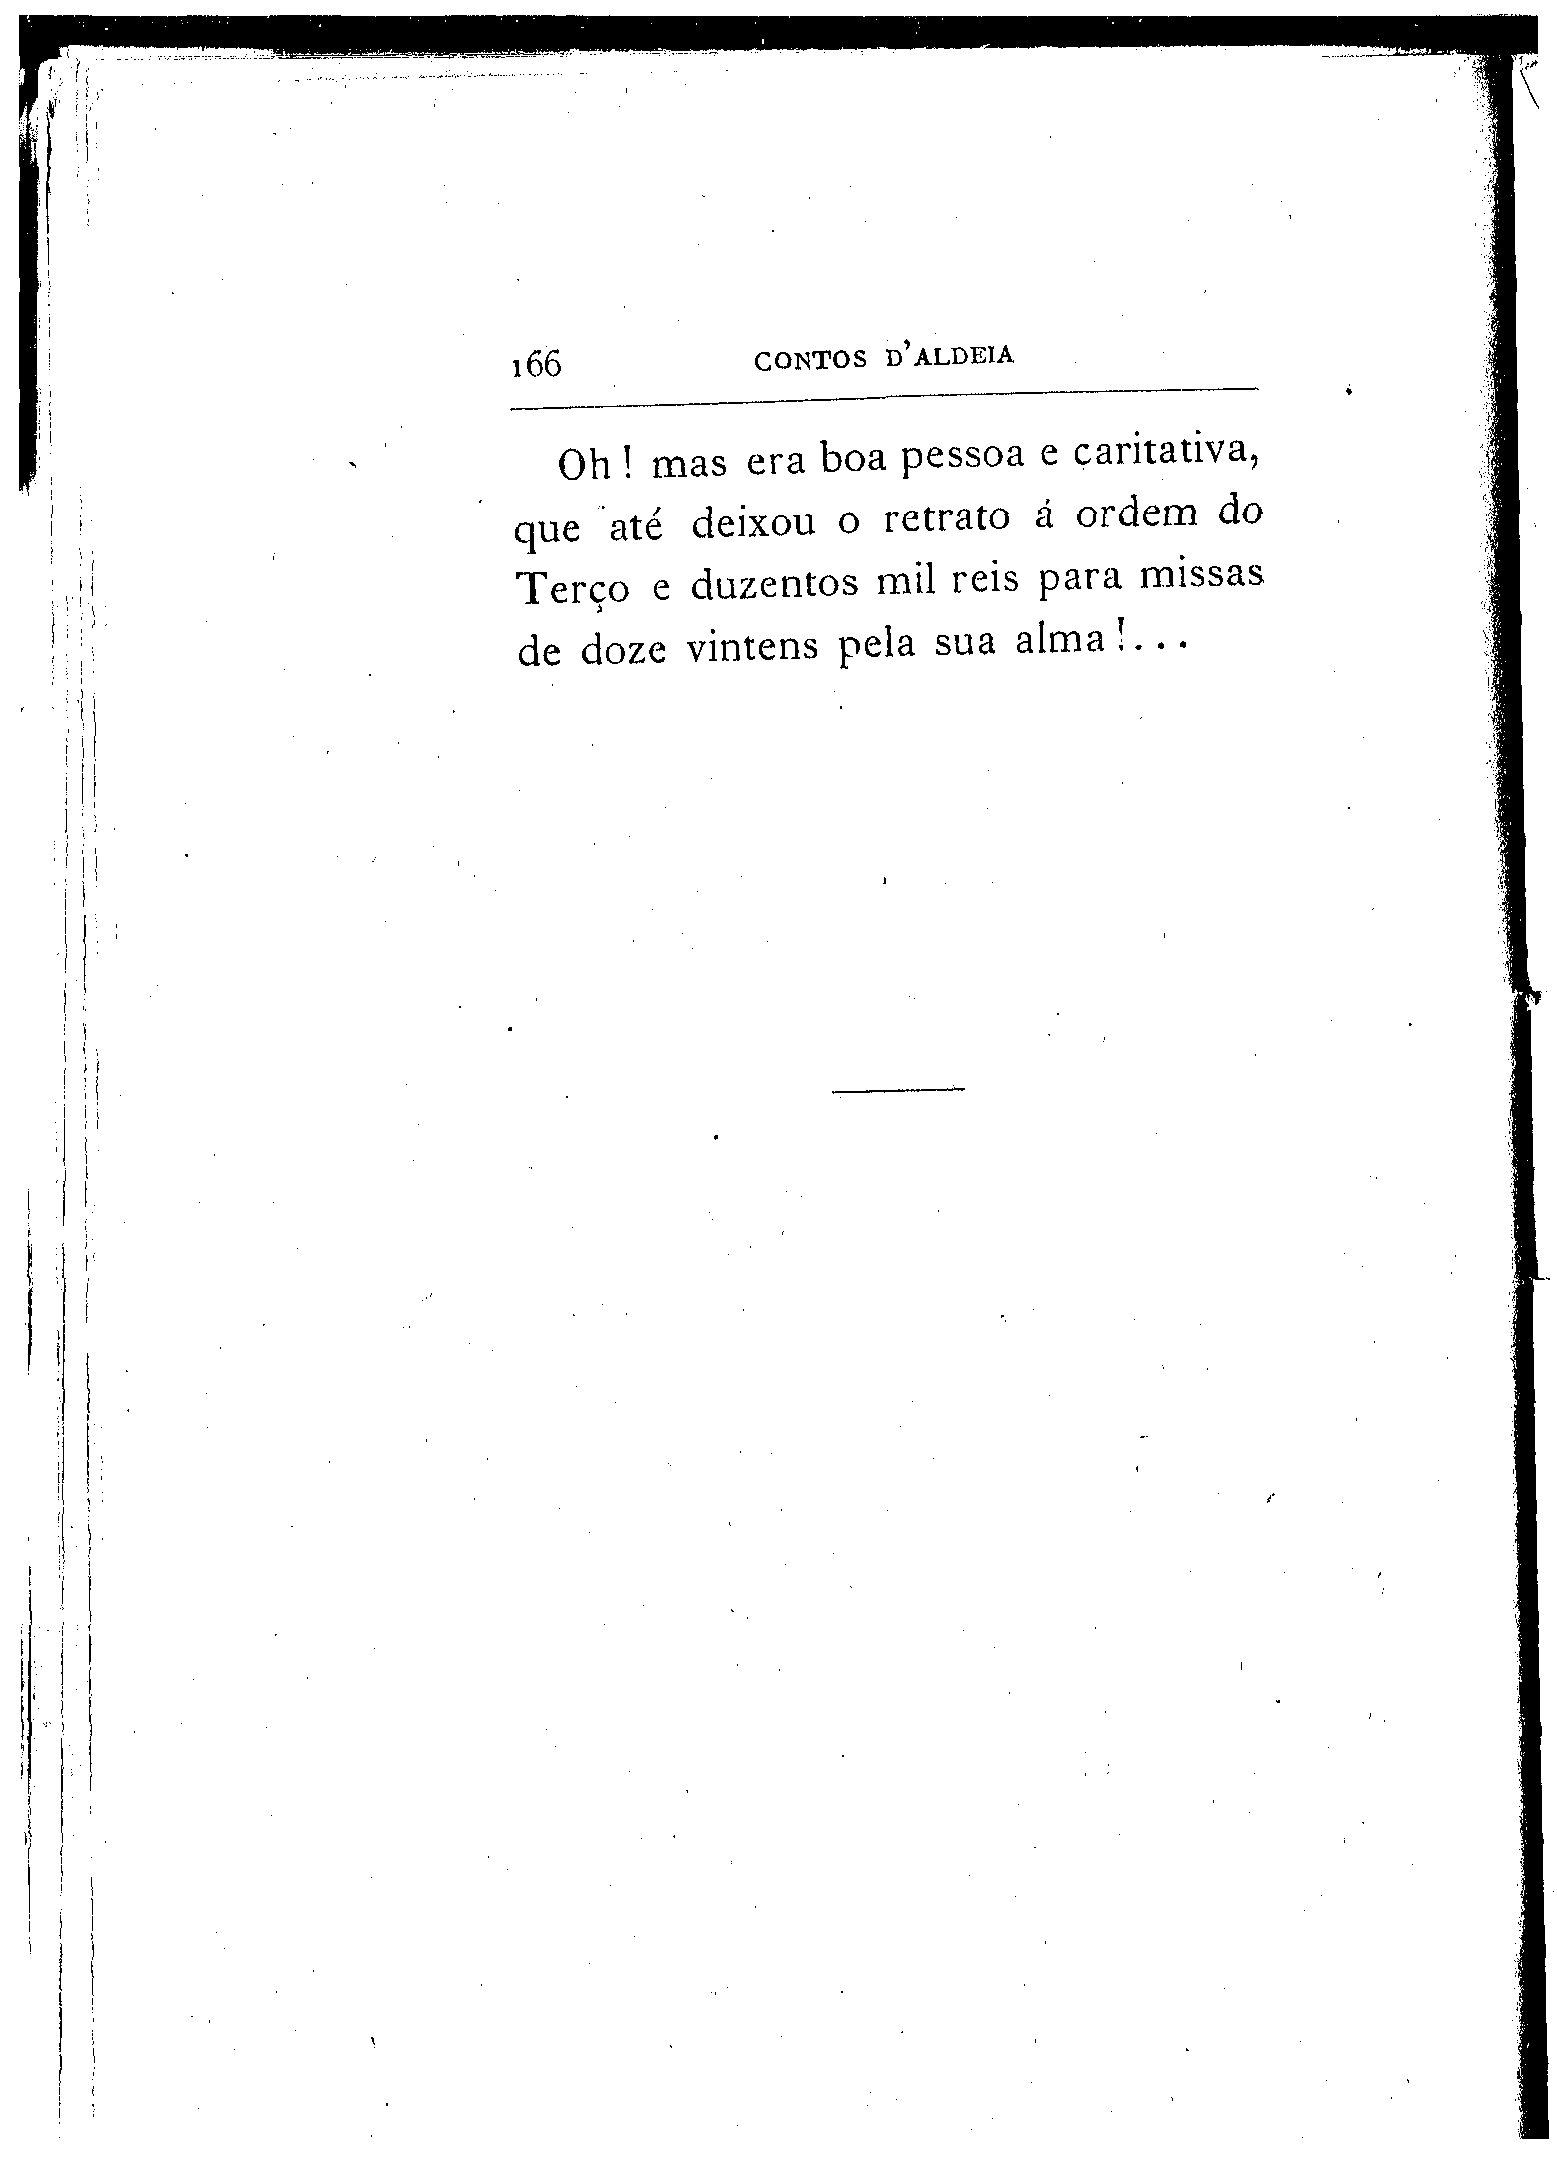 166 CONTOS D'ALDEIA
Oh! mas era boa pessoa e caritativa,
que até deixou o retrato á ordem do
Terço e duzentos mil reis para missas
de doze vintens pela sua alma!...